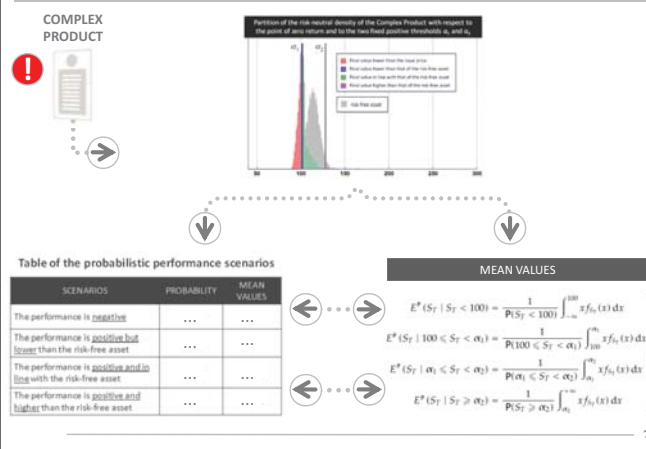 COMPLEX
PRODUCT
!
Partition of the risk-neutral density of the Complex Product with respect to
the point of zero return and to the two fixed positive thresholds α₁ and α₂
α₁ α₂
Final value lower than the issue price
Final value lower than that of the risk-free asset
Final value in line with that of the risk-free asset
Final value higher than that of the risk-free asset
risk-free asset
50 100 150 200 250 300
Table of the probabilistic performance scenarios
SCENARIOS PROBABILITY MEAN VALUES
The performance is negative ... ...
The performance is positive but
lower than the risk-free asset ... ...
The performance is positive and in
line with the risk-free asset ... ...
The performance is positive and
higher than the risk-free asset ... ...
MEAN VALUES
E^#(S_T | S_T < 100) = 1/P(S_T < 100) ∫_{-∞}^{100} x f_{S_T}(x) dx
E^#(S_T | 100 ⩽ S_T < α₁) = 1/P(100 ⩽ S_T < α₁) ∫_{100}^{α₁} x f_{S_T}(x) dx
E^#(S_T | α₁ ⩽ S_T < α₂) = 1/P(α₁ ⩽ S_T < α₂) ∫_{α₁}^{α₂} x f_{S_T}(x) dx
E^#(S_T | S_T ⩾ α₂) = 1/P(S_T ⩾ α₂) ∫_{α₂}^{+∞} x f_{S_T}(x) dx